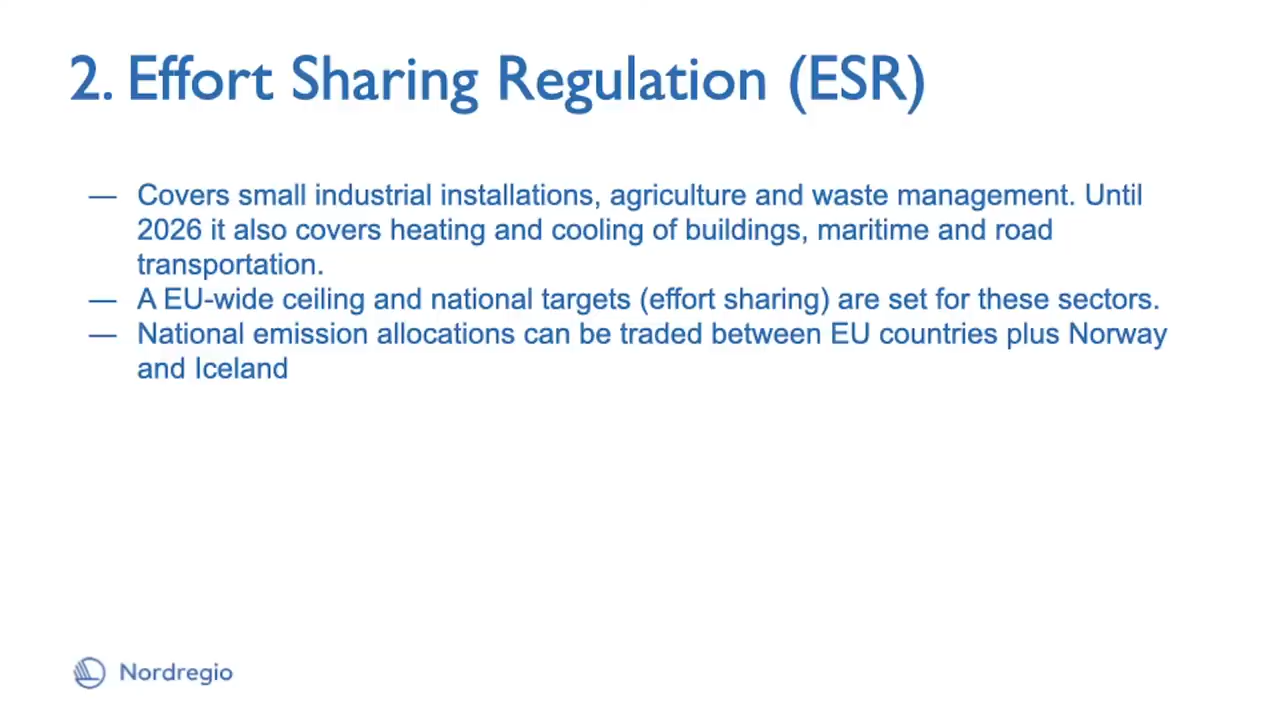 2. Effort Sharing Regulation (ESR)
— Covers small industrial installations, agriculture and waste management. Until
2026 it also covers heating and cooling of buildings, maritime and road
transportation.
— A EU-wide ceiling and national targets (effort sharing) are set for these sectors.
— National emission allocations can be traded between EU countries plus Norway
and Iceland
Nordregio